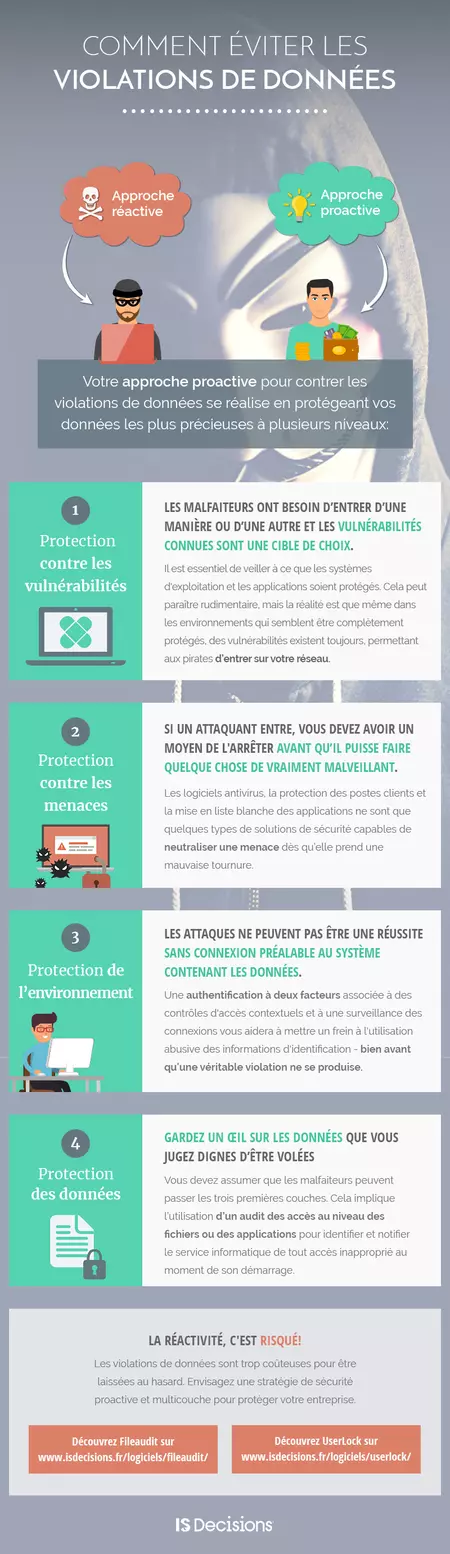 COMMENT ÉVITER LES
VIOLATIONS DE DONNÉES
Approche
réactive
Approche
proactive
Votre approche proactive pour contrer les
violations de données se réalise en protégeant vos
données les plus précieuses à plusieurs niveaux:
1
Protection
contre les
vulnérabilités
LES MALFAITEURS ONT BESOIN D'ENTRER D'UNE
MANIÈRE OU D'UNE AUTRE ET LES VULNÉRABILITÉS
CONNUES SONT UNE CIBLE DE CHOIX.
Il est essentiel de veiller à ce que les systèmes
d'exploitation et les applications soient protégés. Cela peut
paraître rudimentaire, mais la réalité est que même dans
les environnements qui semblent être complètement
protégés, des vulnérabilités existent toujours, permettant
aux pirates d'entrer sur votre réseau.
2
Protection
contre les
menaces
SI UN ATTAQUANT ENTRE, VOUS DEVEZ AVOIR UN
MOYEN DE L'ARRÊTER AVANT QU'IL PUISSE FAIRE
QUELQUE CHOSE DE VRAIMENT MALVEILLANT.
Les logiciels antivirus, la protection des postes clients et
la mise en liste blanche des applications ne sont que
quelques types de solutions de sécurité capables de
neutraliser une menace dès qu'elle prend une
mauvaise tournure.
3
Protection de
l'environnement
LES ATTAQUES NE PEUVENT PAS ÊTRE UNE RÉUSSITE
SANS CONNEXION PRÉALABLE AU SYSTÈME
CONTENANT LES DONNÉES.
Une authentification à deux facteurs associée à des
contrôles d'accès contextuels et à une surveillance des
connexions vous aidera à mettre un frein à l'utilisation
abusive des informations d'identification - bien avant
qu'une véritable violation ne se produise.
4
Protection
des données
GARDEZ UN ŒIL SUR LES DONNÉES QUE VOUS
JUGEZ DIGNES D'ÊTRE VOLÉES
Vous devez assumer que les malfaiteurs peuvent
passer les trois premières couches. Cela implique
l'utilisation d'un audit des accès au niveau des
fichiers ou des applications pour identifier et notifier
le service informatique de tout accès inapproprié au
moment de son démarrage.
LA RÉACTIVITÉ, C'EST RISQUÉ!
Les violations de données sont trop coûteuses pour être
laissées au hasard. Envisagez une stratégie de sécurité
proactive et multicouche pour protéger votre entreprise.
Découvrez Fileaudit sur
www.isdecisions.fr/logiciels/fileaudit/
Découvrez UserLock sur
www.isdecisions.fr/logiciels/userlock/
IS Decisions